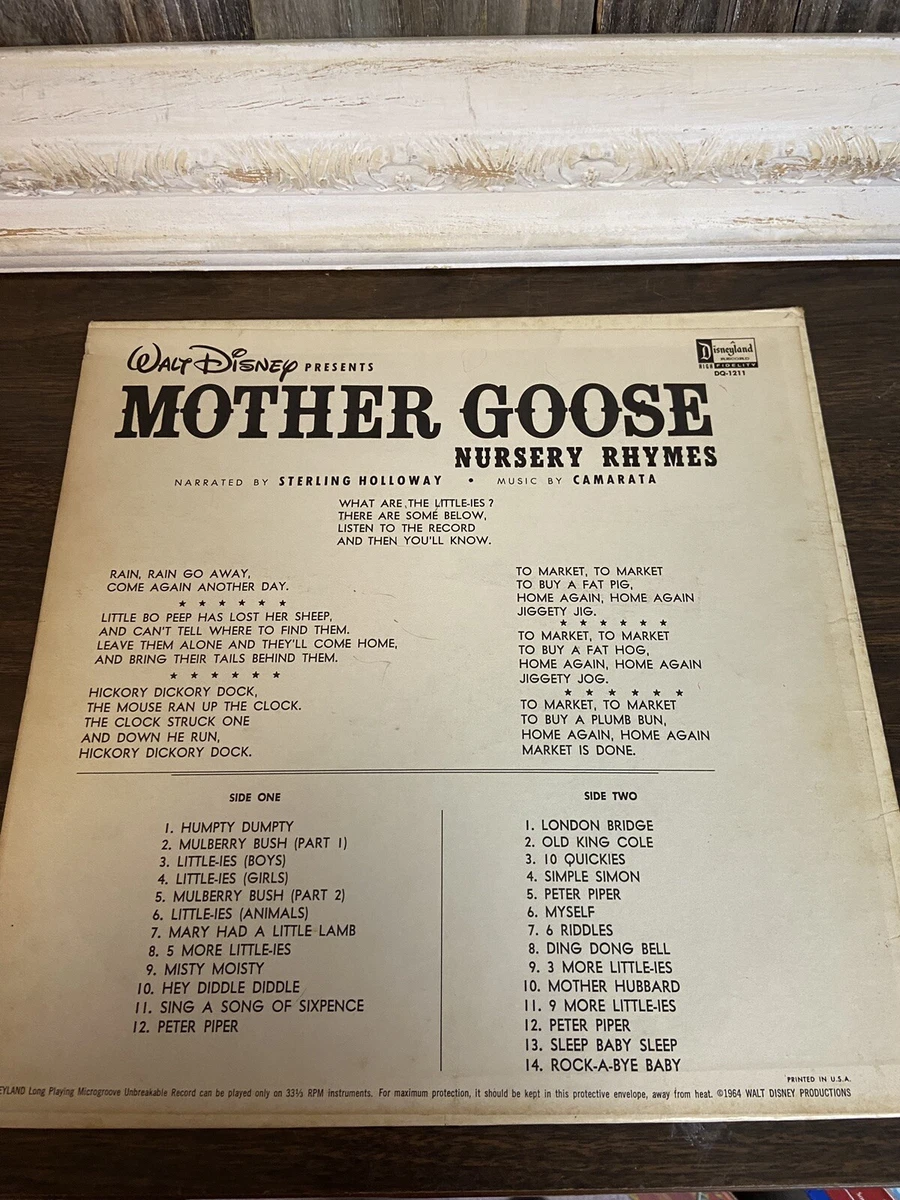 WALT DISNEY PRESENTS
Disneyland
RECORDS
HIGH FIDELITY
DQ-1211
MOTHER GOOSE
NURSERY RHYMES
NARRATED BY STERLING HOLLOWAY • MUSIC BY CAMARATA
WHAT ARE THE LITTLE-IES?
THERE ARE SOME BELOW,
LISTEN TO THE RECORD
AND THEN YOU'LL KNOW.
RAIN, RAIN GO AWAY,
COME AGAIN ANOTHER DAY.
★ ★ ★ ★ ★ ★
LITTLE BO PEEP HAS LOST HER SHEEP,
AND CAN'T TELL WHERE TO FIND THEM.
LEAVE THEM ALONE AND THEY'LL COME HOME,
AND BRING THEIR TAILS BEHIND THEM.
★ ★ ★ ★ ★ ★
HICKORY DICKORY DOCK,
THE MOUSE RAN UP THE CLOCK.
THE CLOCK STRUCK ONE
AND DOWN HE RUN,
HICKORY DICKORY DOCK.
TO MARKET, TO MARKET
TO BUY A FAT PIG,
HOME AGAIN, HOME AGAIN
JIGGETY JIG.
★ ★ ★ ★ ★ ★
TO MARKET, TO MARKET
TO BUY A FAT HOG,
HOME AGAIN, HOME AGAIN
JIGGETY JOG.
★ ★ ★ ★ ★ ★
TO MARKET, TO MARKET
TO BUY A PLUMB BUN,
HOME AGAIN, HOME AGAIN
MARKET IS DONE.
SIDE ONE
1. HUMPTY DUMPTY
2. MULBERRY BUSH (PART 1)
3. LITTLE-IES (BOYS)
4. LITTLE-IES (GIRLS)
5. MULBERRY BUSH (PART 2)
6. LITTLE-IES (ANIMALS)
7. MARY HAD A LITTLE LAMB
8. 5 MORE LITTLE-IES
9. MISTY MOISTY
10. HEY DIDDLE DIDDLE
11. SING A SONG OF SIXPENCE
12. PETER PIPER
SIDE TWO
1. LONDON BRIDGE
2. OLD KING COLE
3. 10 QUICKIES
4. SIMPLE SIMON
5. PETER PIPER
6. MYSELF
7. 6 RIDDLES
8. DING DONG BELL
9. 3 MORE LITTLE-IES
10. MOTHER HUBBARD
11. 9 MORE LITTLE-IES
12. PETER PIPER
13. SLEEP BABY SLEEP
14. ROCK-A-BYE BABY
PRINTED IN U.S.A.
EYLAND Long Playing Microgroove Unbreakable Record can be played only on 33⅓ RPM instruments. For maximum protection, it should be kept in this protective envelope, away from heat. ©1964 WALT DISNEY PRODUCTIONS